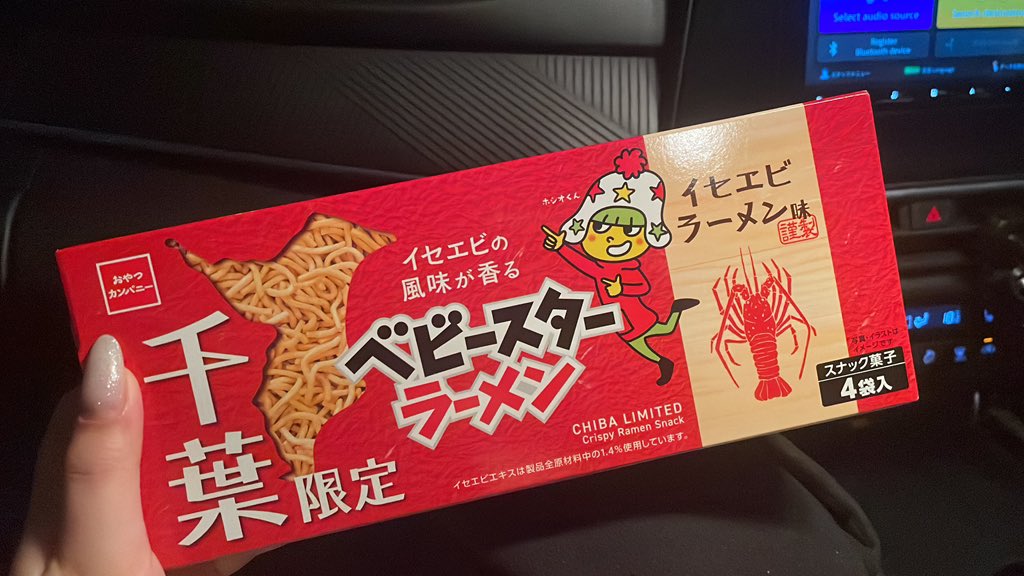 Select audio source
Register
Bluetooth device
おやつ
カンパニー
千葉
限定
イセエビの
風味が香る
ベビースター
ラーメン
ホシオくん
CHIBA LIMITED
Crispy Ramen Snack
イセエビエキスは製品全原材料中の1.4%使用しています。
イセエビ
ラーメン味
謹製
写真・イラストは
イメージです
スナック菓子
4袋入